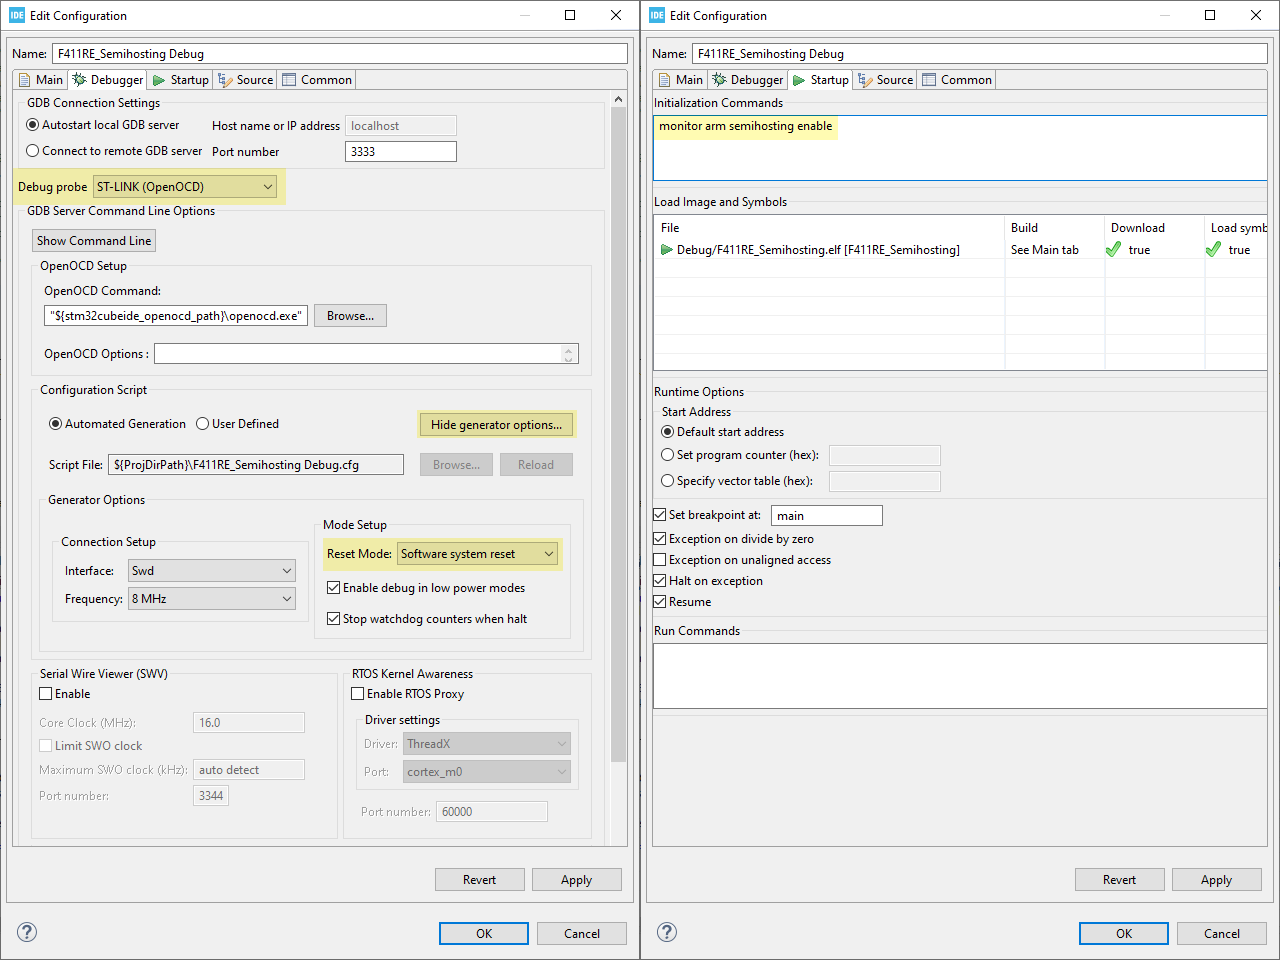 IDE Edit Configuration
Name: F411RE_Semihosting Debug
Main Debugger Startup Source Common
GDB Connection Settings
Autostart local GDB server Host name or IP address localhost
Connect to remote GDB server Port number 3333
Debug probe ST-LINK (OpenOCD)
GDB Server Command Line Options
Show Command Line
OpenOCD Setup
OpenOCD Command:
"${stm32cubeide_openocd_path}\openocd.exe" Browse...
OpenOCD Options :
Configuration Script
Automated Generation User Defined Hide generator options...
Script File: ${ProjDirPath}\F411RE_Semihosting Debug.cfg Browse... Reload
Generator Options
Mode Setup
Connection Setup
Reset Mode: Software system reset
Interface: Swd
Enable debug in low power modes
Frequency: 8 MHz
Stop watchdog counters when halt
Serial Wire Viewer (SWV)
Enable
Core Clock (MHz): 16.0
Limit SWO clock
Maximum SWO clock (kHz): auto detect
Port number: 3344
RTOS Kernel Awareness
Enable RTOS Proxy
Driver settings
Driver: ThreadX
Port: cortex_m0
Port number: 60000
Revert Apply
? OK Cancel
IDE Edit Configuration
Name: F411RE_Semihosting Debug
Main Debugger Startup Source Common
Initialization Commands
monitor arm semihosting enable
Load Image and Symbols
File Build Download Load symb
Debug/F411RE_Semihosting.elf [F411RE_Semihosting] See Main tab true true
Runtime Options
Start Address
Default start address
Set program counter (hex):
Specify vector table (hex):
Set breakpoint at: main
Exception on divide by zero
Exception on unaligned access
Halt on exception
Resume
Run Commands
Revert Apply
? OK Cancel